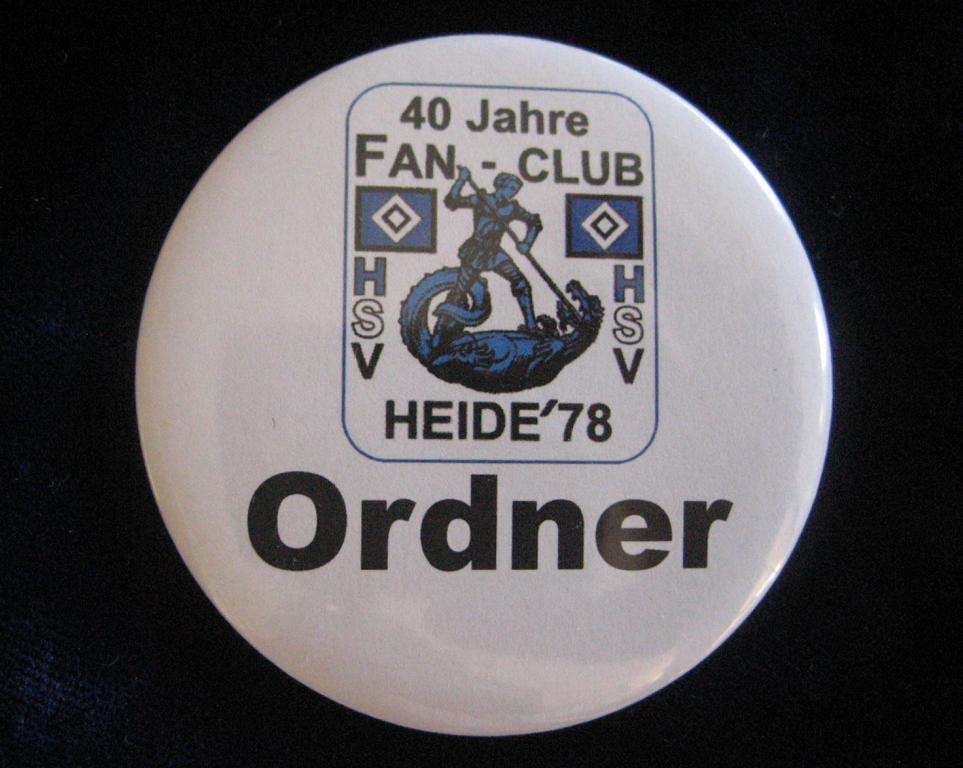 40 Jahre
FAN - CLUB
HSV
HSV
HEIDE'78
Ordner